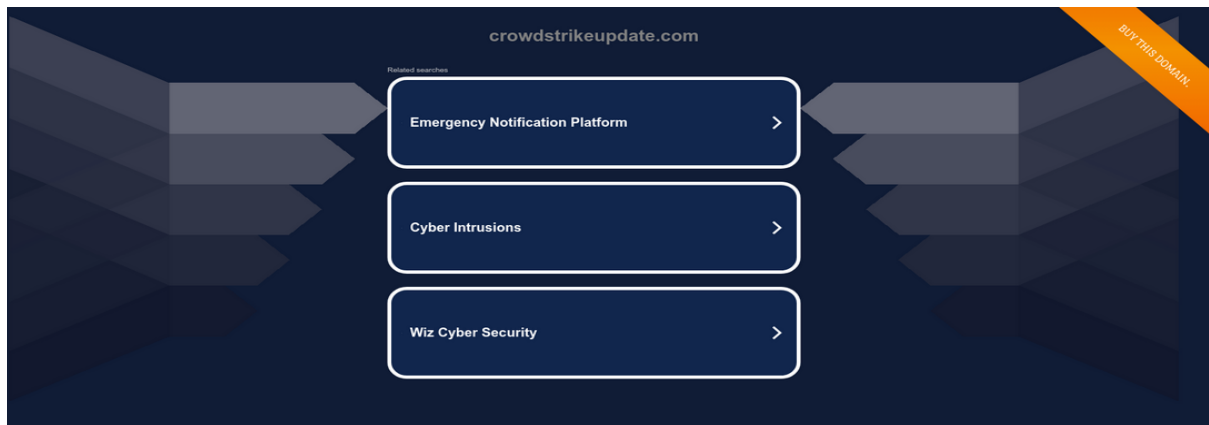 crowdstrikeupdate.com
BUY THIS DOMAIN.
Related searches
Emergency Notification Platform
Cyber Intrusions
Wiz Cyber Security